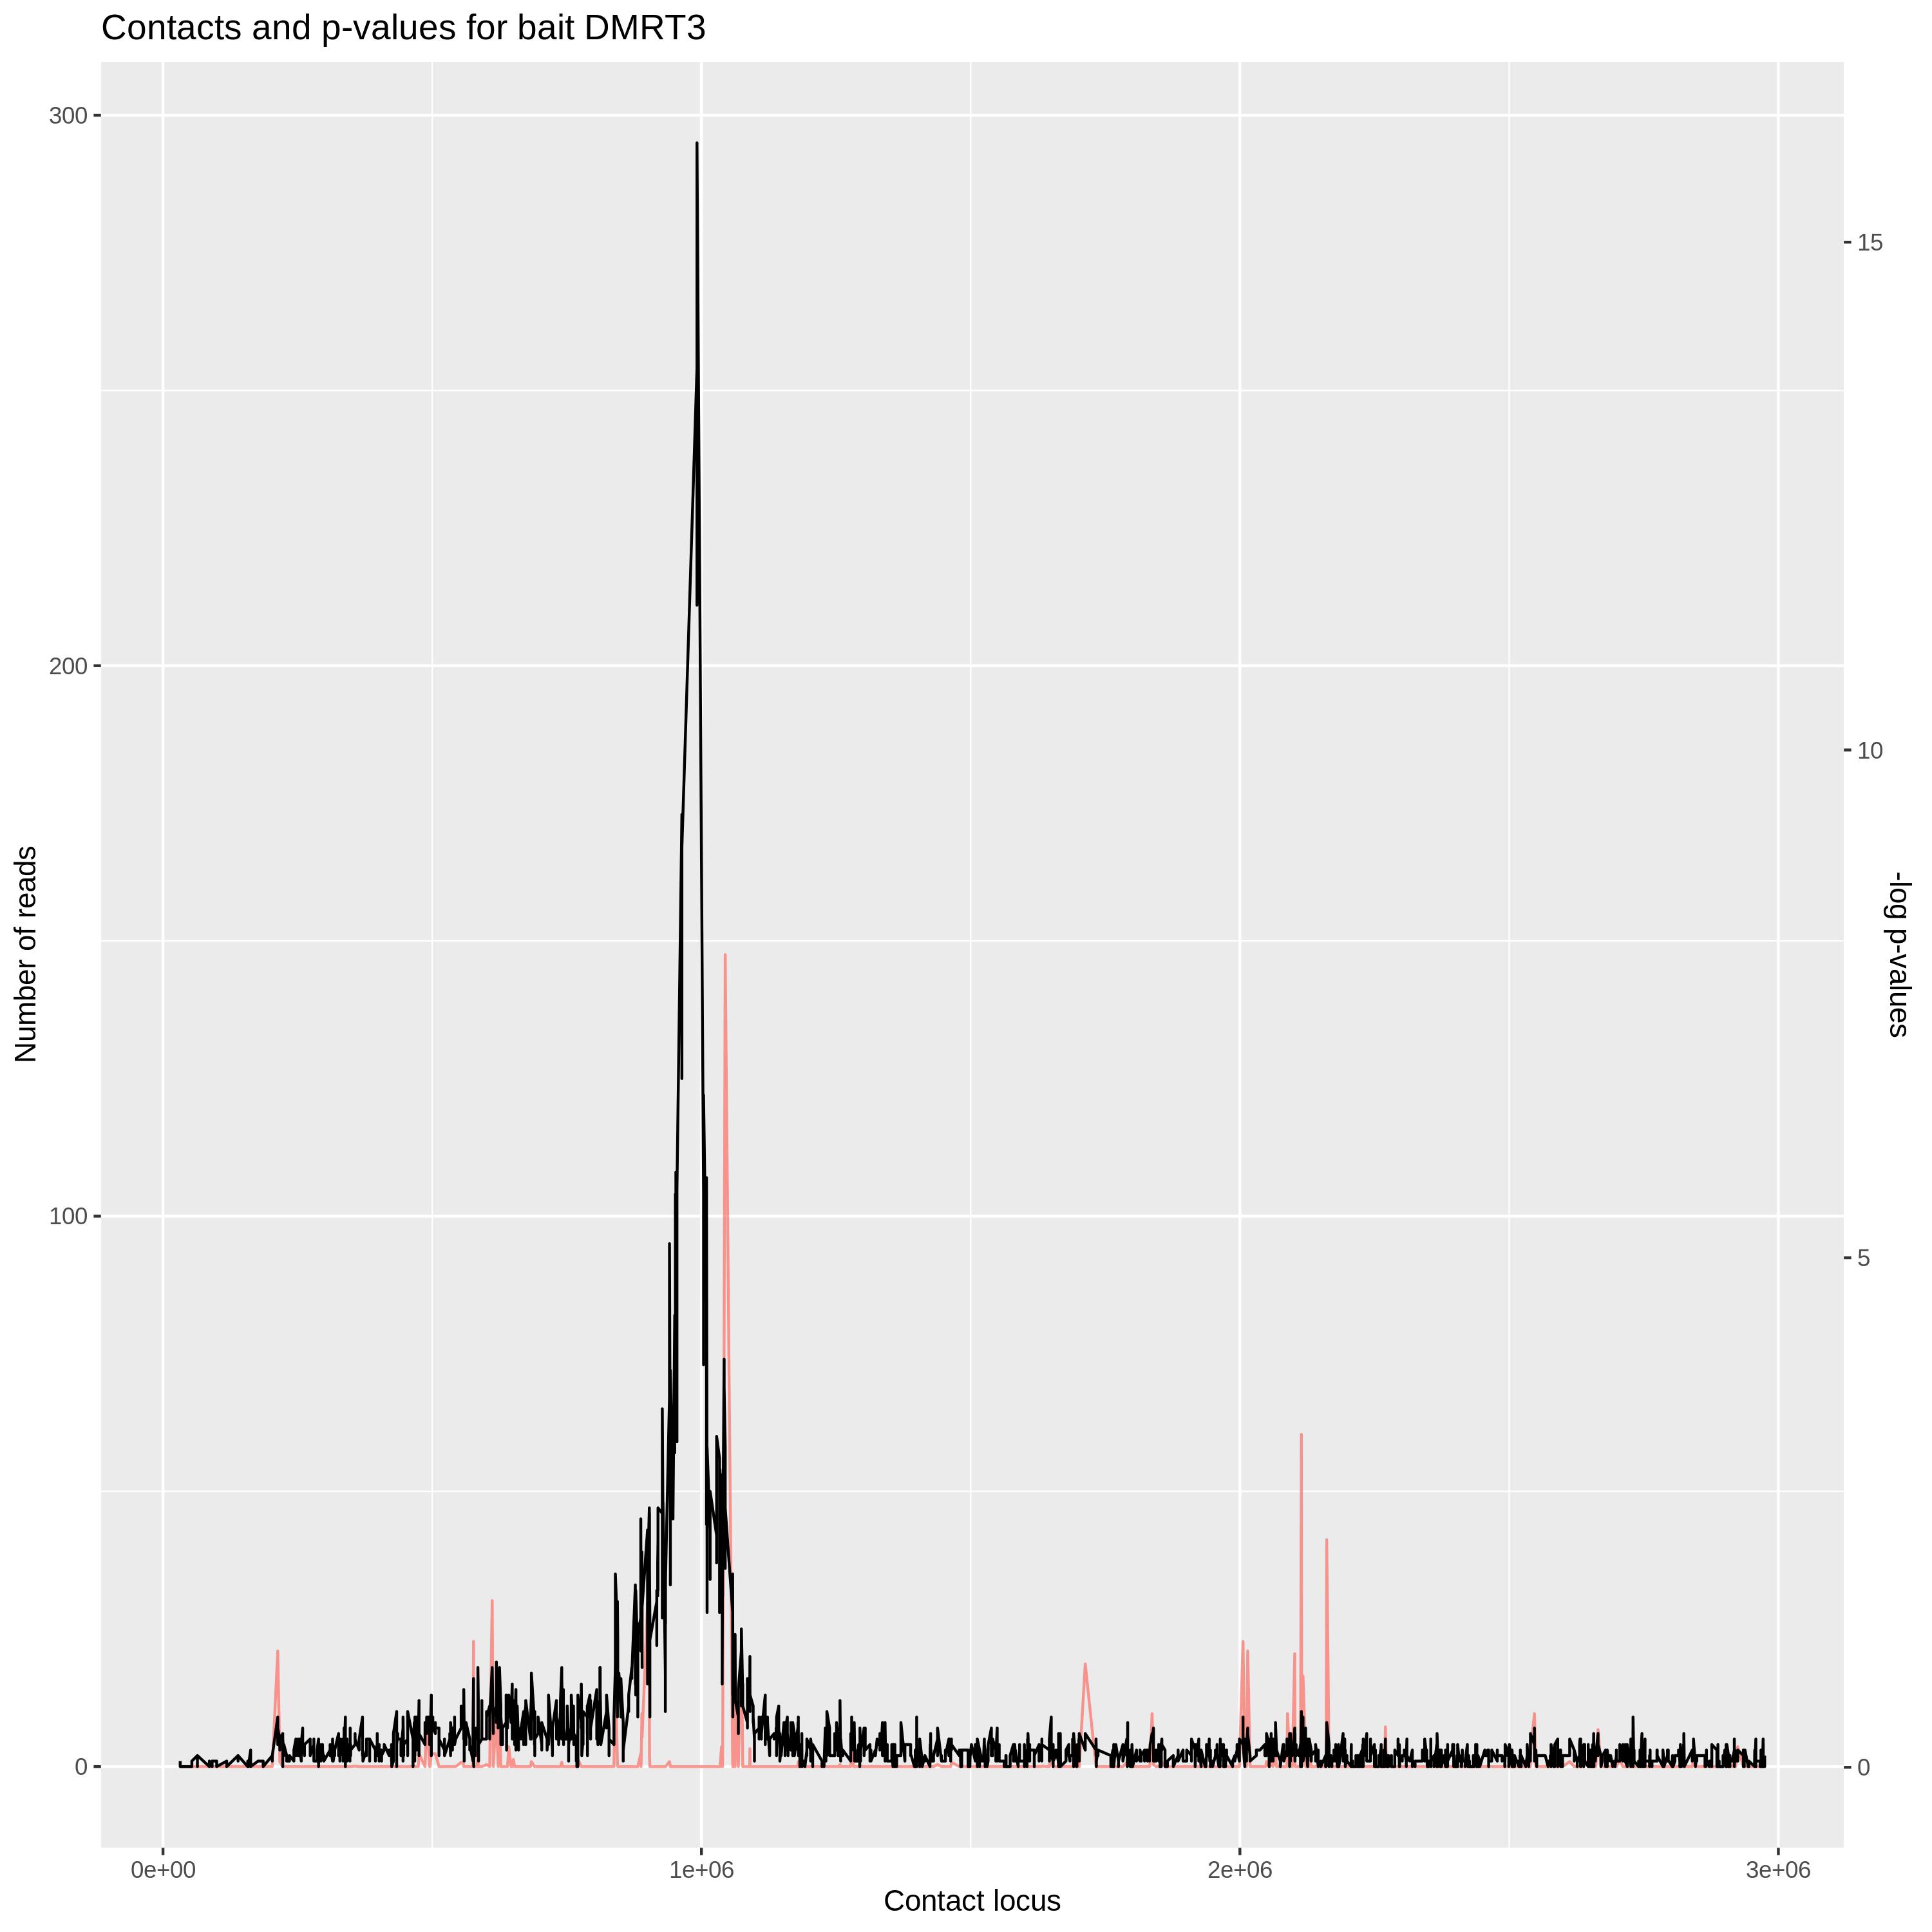 Contacts and p-values for bait DMRT3
300
200
100
0
Number of reads
15
10
5
0
-log p-values
0e+00
1e+06
2e+06
3e+06
Contact locus